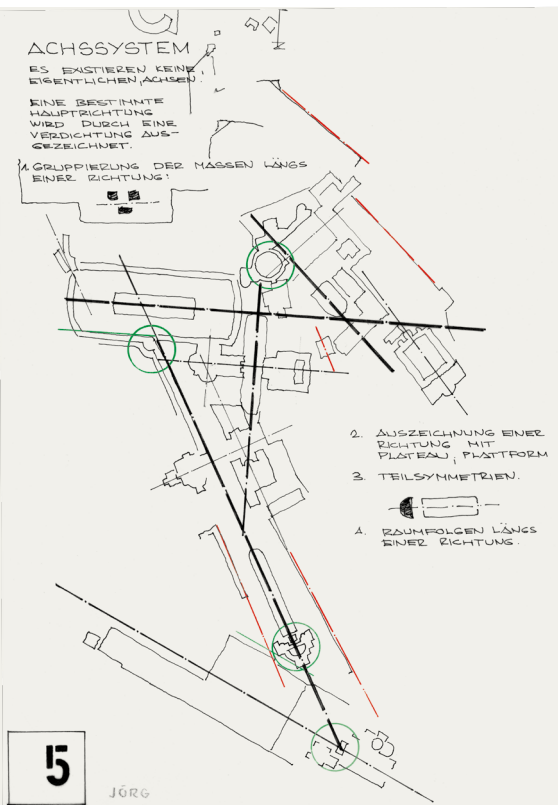 ACHSSYSTEM
ES EXISTIEREN KEINE
EIGENTLICHEN, ACHSEN.
EINE BESTIMMTE
HAUPTRICHTUNG
WIRD DURCH EINE
VERDICHTUNG AUS-
GEZEICHNET.
1. GRUPPIERUNG DER MASSEN LÄNGS
EINER RICHTUNG:
2. AUSZEICHNUNG EINER
RICHTUNG MIT
PLATEAU, PLATTFORM
3. TEILSYMMETRIEN.
4. RAUMFOLGEN LÄNGS
EINER RICHTUNG.
5
JÖRG